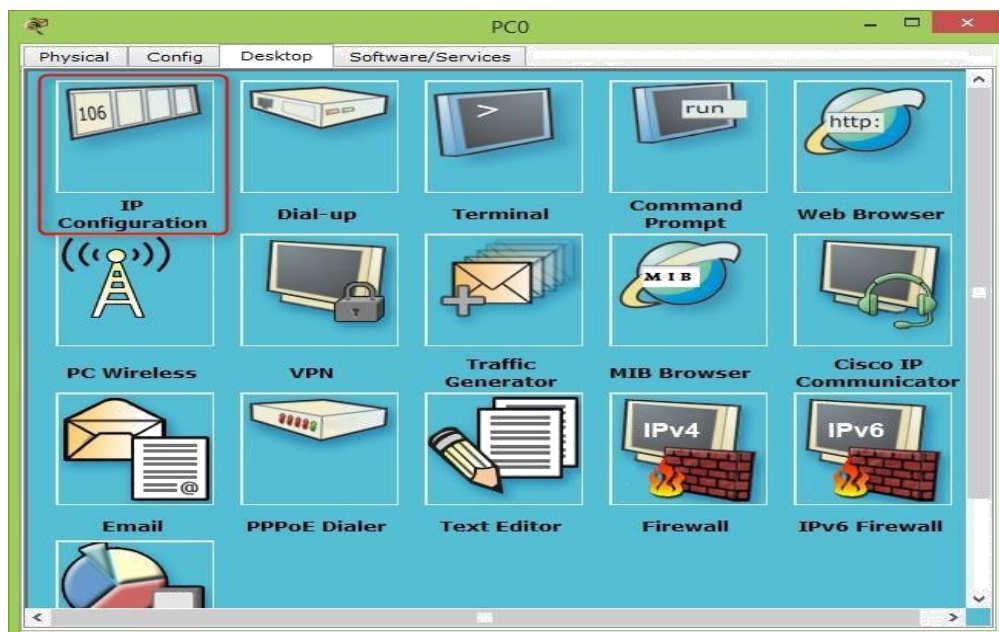 PC0
Physical Config Desktop Software/Services
106
>
run
http:
IP
Configuration
Dial-up
Terminal
Command
Prompt
Web Browser
MIB
PC Wireless
VPN
Traffic
Generator
MIB Browser
Cisco IP
Communicator
@
IPv4
IPv6
Email
PPPoE Dialer
Text Editor
Firewall
IPv6 Firewall